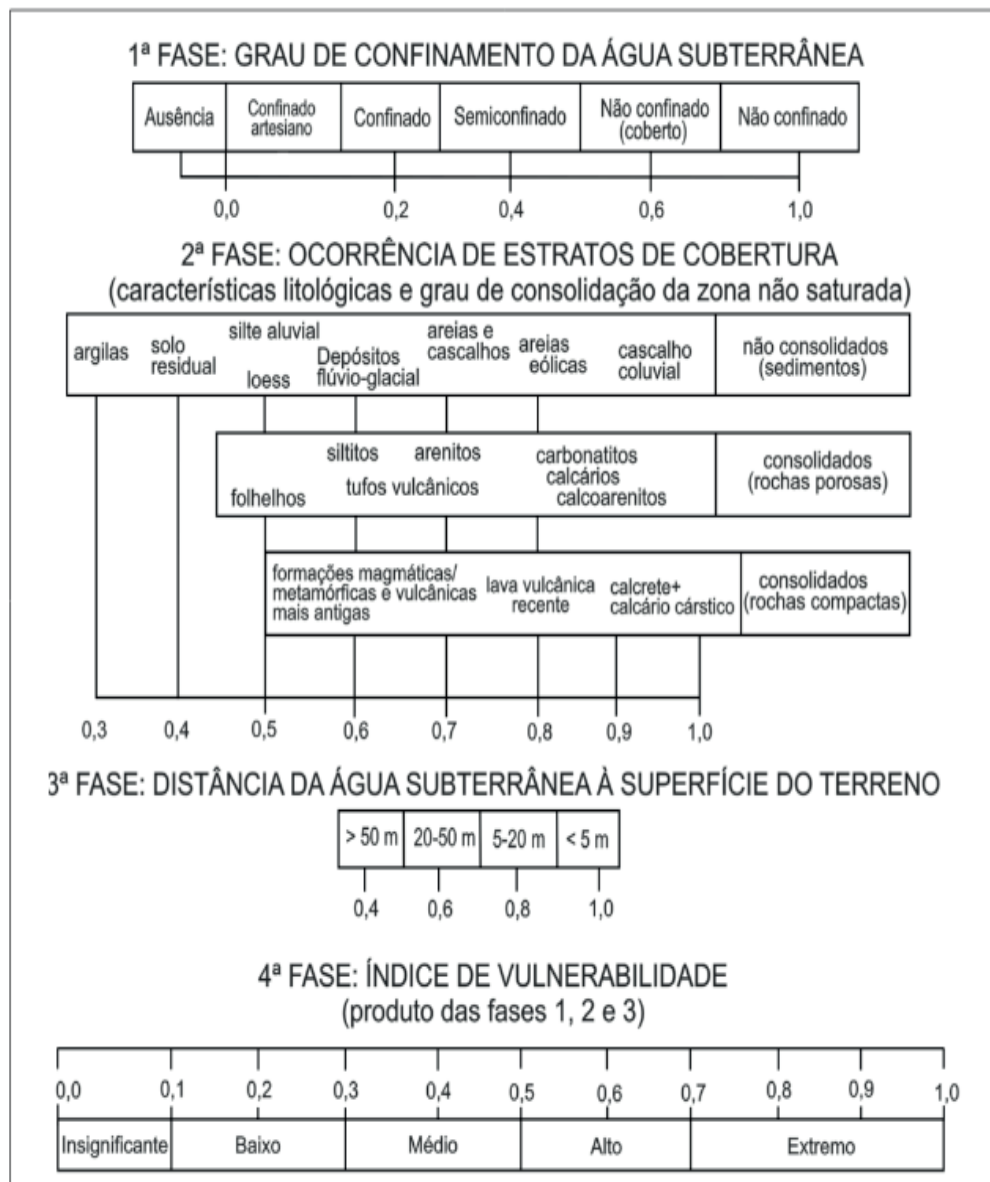 1ª FASE: GRAU DE CONFINAMENTO DA ÁGUA SUBTERRÂNEA
Ausência
Confinado
artesiano
Confinado
Semiconfinado
Não confinado
(coberto)
Não confinado
0,0 0,2 0,4 0,6 1,0
2ª FASE: OCORRÊNCIA DE ESTRATOS DE COBERTURA
(características litológicas e grau de consolidação da zona não saturada)
argilas
solo
residual
silte aluvial
loess
Depósitos
flúvio-glacial
areias e
cascalhos
areias
eólicas
cascalho
coluvial
não consolidados
(sedimentos)
folhelhos
siltitos
arenitos
tufos vulcânicos
carbonatitos
calcários
calcoarenitos
consolidados
(rochas porosas)
formações magmáticas/
metamórficas e vulcânicas
mais antigas
lava vulcânica
recente
calcrete+
calcário cárstico
consolidados
(rochas compactas)
0,3 0,4 0,5 0,6 0,7 0,8 0,9 1,0
3ª FASE: DISTÂNCIA DA ÁGUA SUBTERRÂNEA À SUPERFÍCIE DO TERRENO
> 50 m 20-50 m 5-20 m < 5 m
0,4 0,6 0,8 1,0
4ª FASE: ÍNDICE DE VULNERABILIDADE
(produto das fases 1, 2 e 3)
0,0 0,1 0,2 0,3 0,4 0,5 0,6 0,7 0,8 0,9 1,0
Insignificante Baixo Médio Alto Extremo